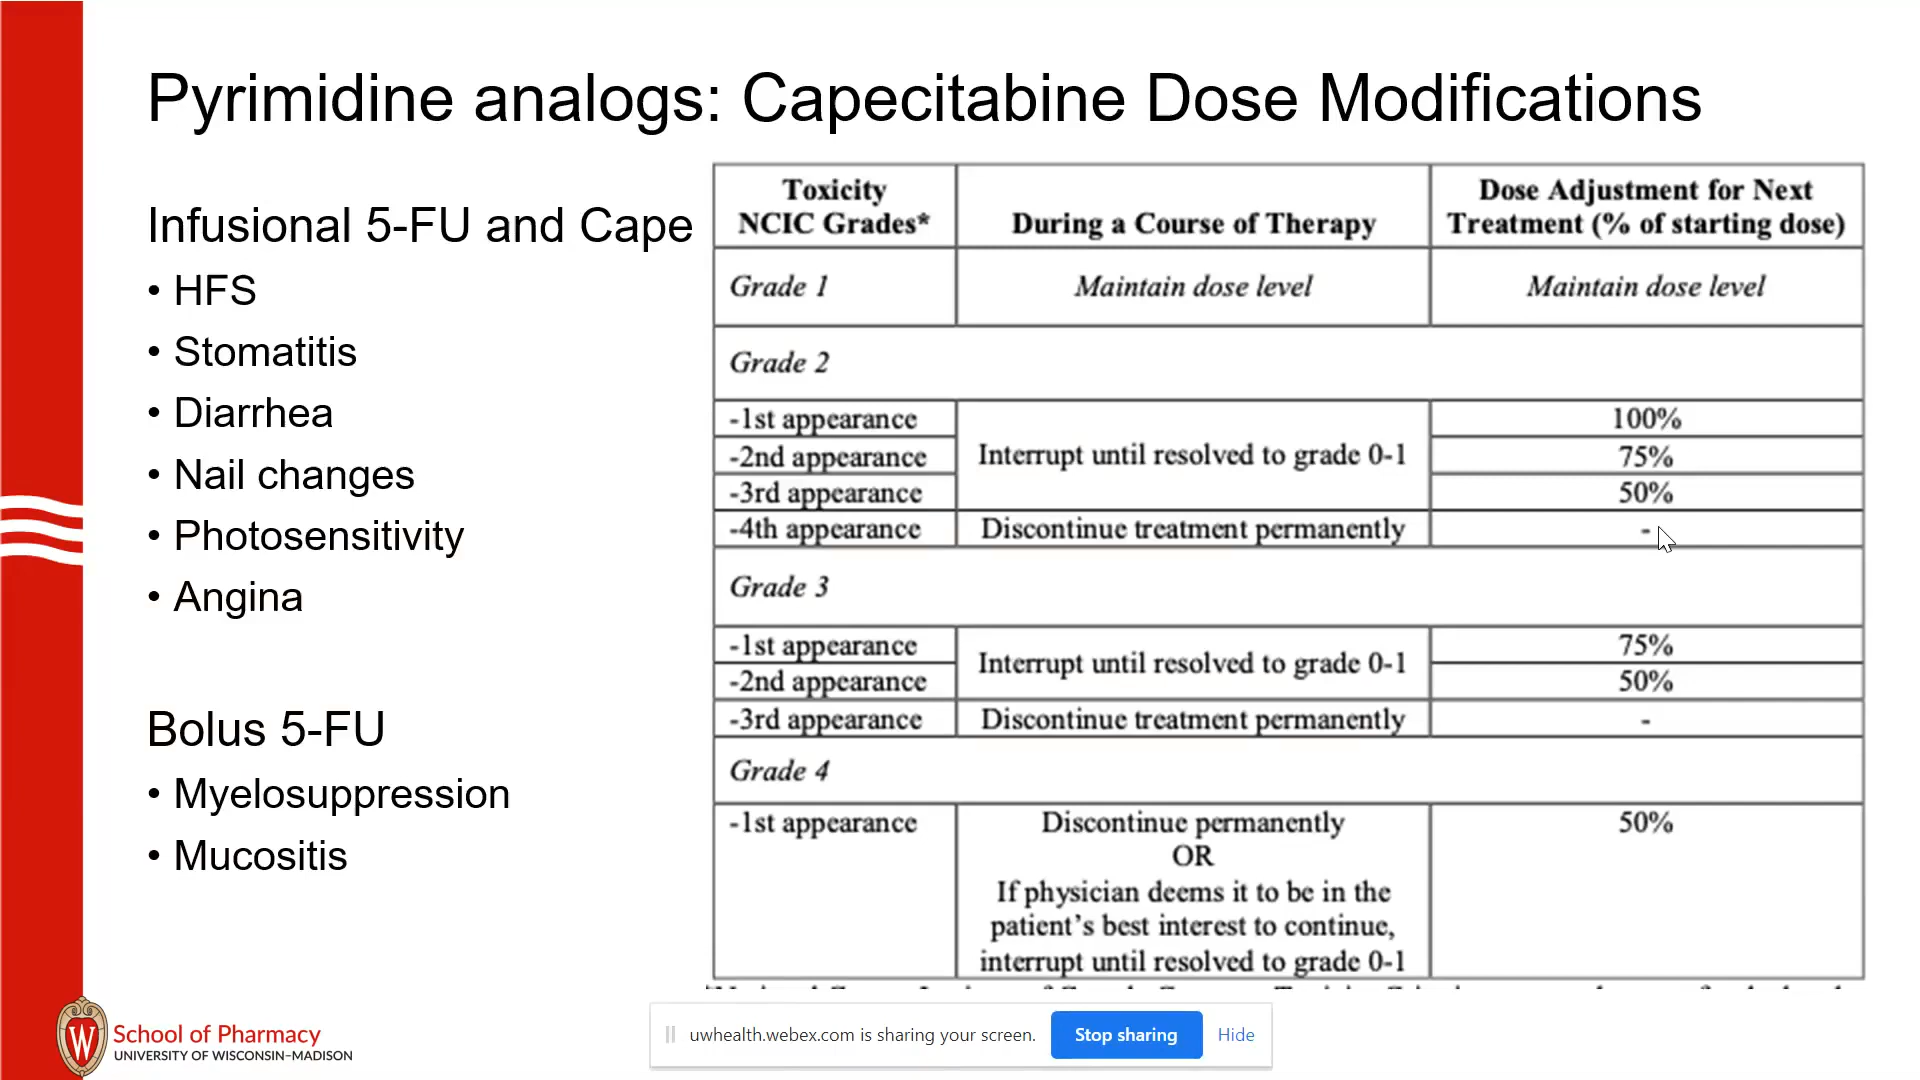 Pyrimidine analogs: Capecitabine Dose Modifications
Infusional 5-FU and Cape
• HFS
• Stomatitis
• Diarrhea
• Nail changes
• Photosensitivity
• Angina
Bolus 5-FU
• Myelosuppression
• Mucositis
Toxicity
NCIC Grades*
During a Course of Therapy
Dose Adjustment for Next
Treatment (% of starting dose)
Grade 1
Maintain dose level
Maintain dose level
Grade 2
-1st appearance
-2nd appearance
-3rd appearance
Interrupt until resolved to grade 0-1
100%
75%
50%
-4th appearance
Discontinue treatment permanently
-
Grade 3
-1st appearance
-2nd appearance
Interrupt until resolved to grade 0-1
75%
50%
-3rd appearance
Discontinue treatment permanently
-
Grade 4
-1st appearance
Discontinue permanently
OR
If physician deems it to be in the
patient's best interest to continue,
interrupt until resolved to grade 0-1
50%
W
School of Pharmacy
UNIVERSITY OF WISCONSIN–MADISON
uwhealth.webex.com is sharing your screen.
Stop sharing
Hide